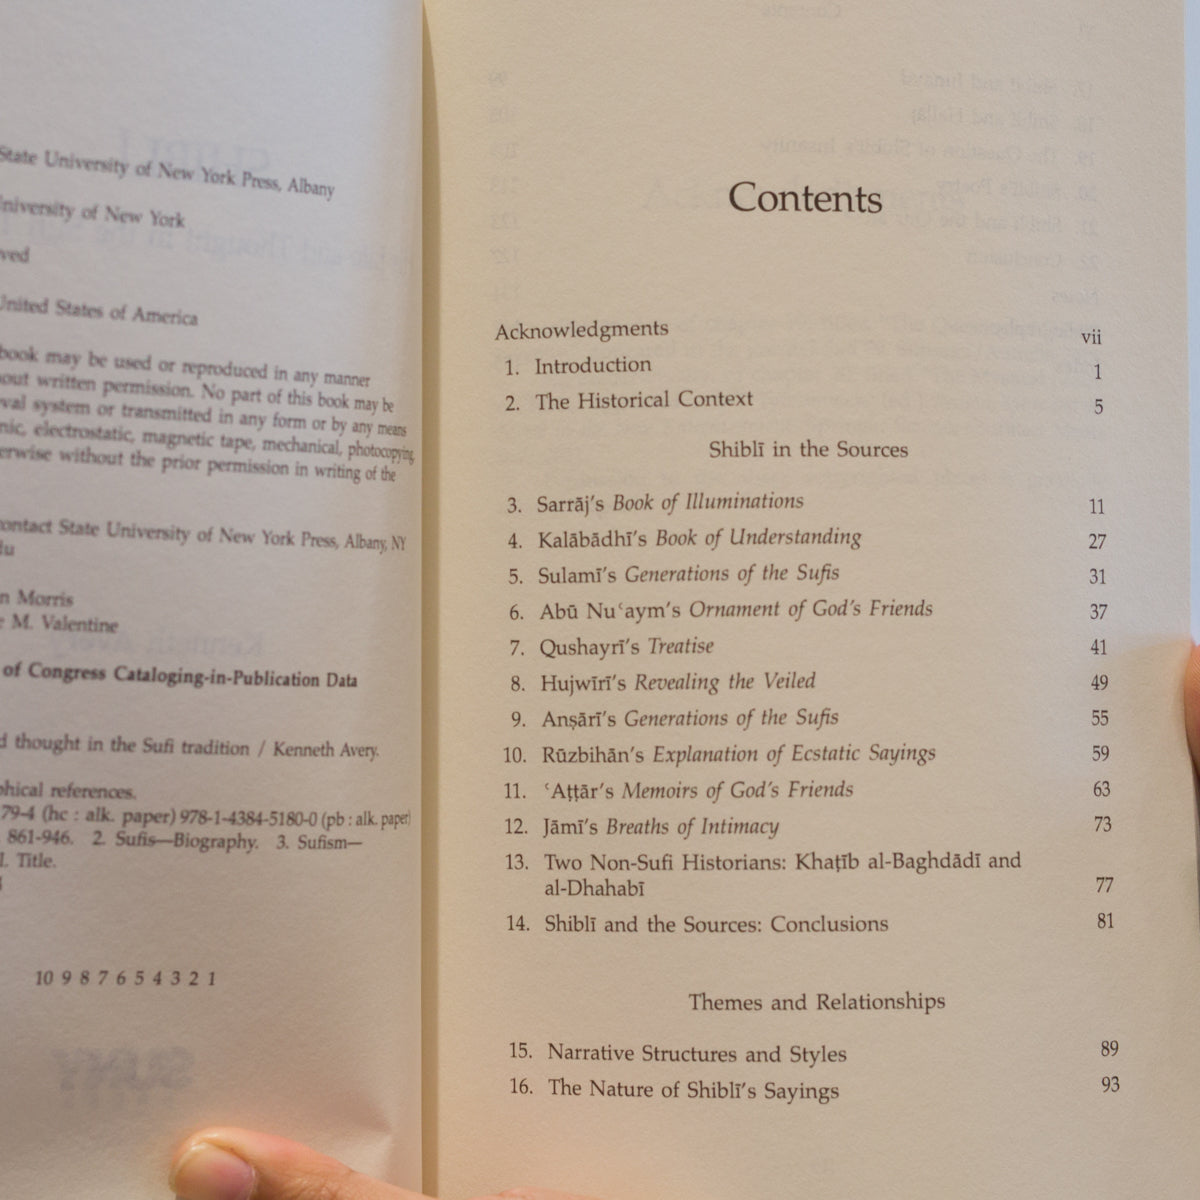 State University of New York Press, Albany
University of New York
United States of America
book may be used or reproduced in any manner
written permission. No part of this book may be
system or transmitted in any form or by any means
electrostatic, magnetic tape, mechanical, photocopying,
without the prior permission in writing of the
contact State University of New York Press, Albany, NY
Morris
M. Valentine
of Congress Cataloging-in-Publication Data
thought in the Sufi tradition / Kenneth Avery.
references.
79-4 (hc : alk. paper) 978-1-4384-5180-0 (pb : alk. paper)
861-946. 2. Sufis—Biography. 3. Sufism—
I. Title.
10 9 8 7 6 5 4 3 2 1
Contents
Acknowledgments vii
1. Introduction 1
2. The Historical Context 5
Shiblī in the Sources
3. Sarrāj's Book of Illuminations 11
4. Kalābādhī's Book of Understanding 27
5. Sulamī's Generations of the Sufis 31
6. Abū Nuʿaym's Ornament of God's Friends 37
7. Qushayrī's Treatise 41
8. Hujwīrī's Revealing the Veiled 49
9. Anṣārī's Generations of the Sufis 55
10. Rūzbihān's Explanation of Ecstatic Sayings 59
11. ʿAṭṭār's Memoirs of God's Friends 63
12. Jāmī's Breaths of Intimacy 73
13. Two Non-Sufi Historians: Khaṭīb al-Baghdādī and
al-Dhahabī 77
14. Shiblī and the Sources: Conclusions 81
Themes and Relationships
15. Narrative Structures and Styles 89
16. The Nature of Shiblī's Sayings 93